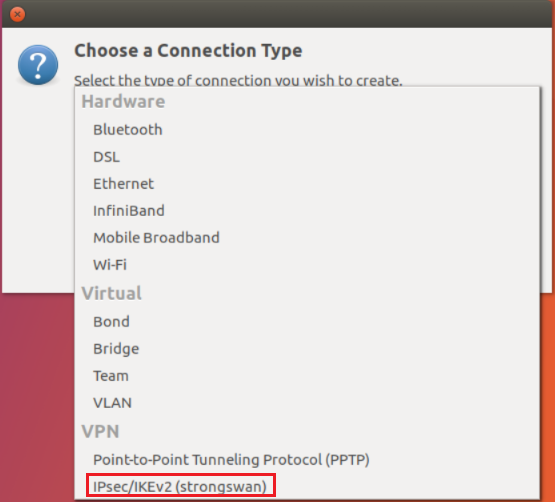 Choose a Connection Type
Select the type of connection you wish to create.
Hardware
Bluetooth
DSL
Ethernet
InfiniBand
Mobile Broadband
Wi-Fi
Virtual
Bond
Bridge
Team
VLAN
VPN
Point-to-Point Tunneling Protocol (PPTP)
IPsec/IKEv2 (strongswan)